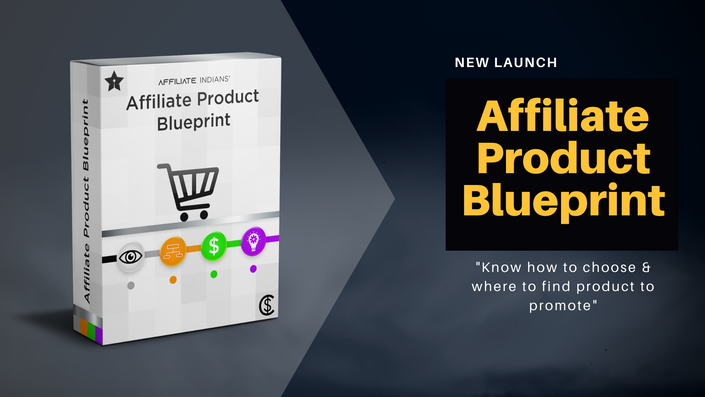 AFFILIATE INDIANS'
Affiliate Product
Blueprint
Affiliate Product Blueprint
$
NEW LAUNCH
Affiliate
Product
Blueprint
"Know how to choose &
where to find product to
promote"